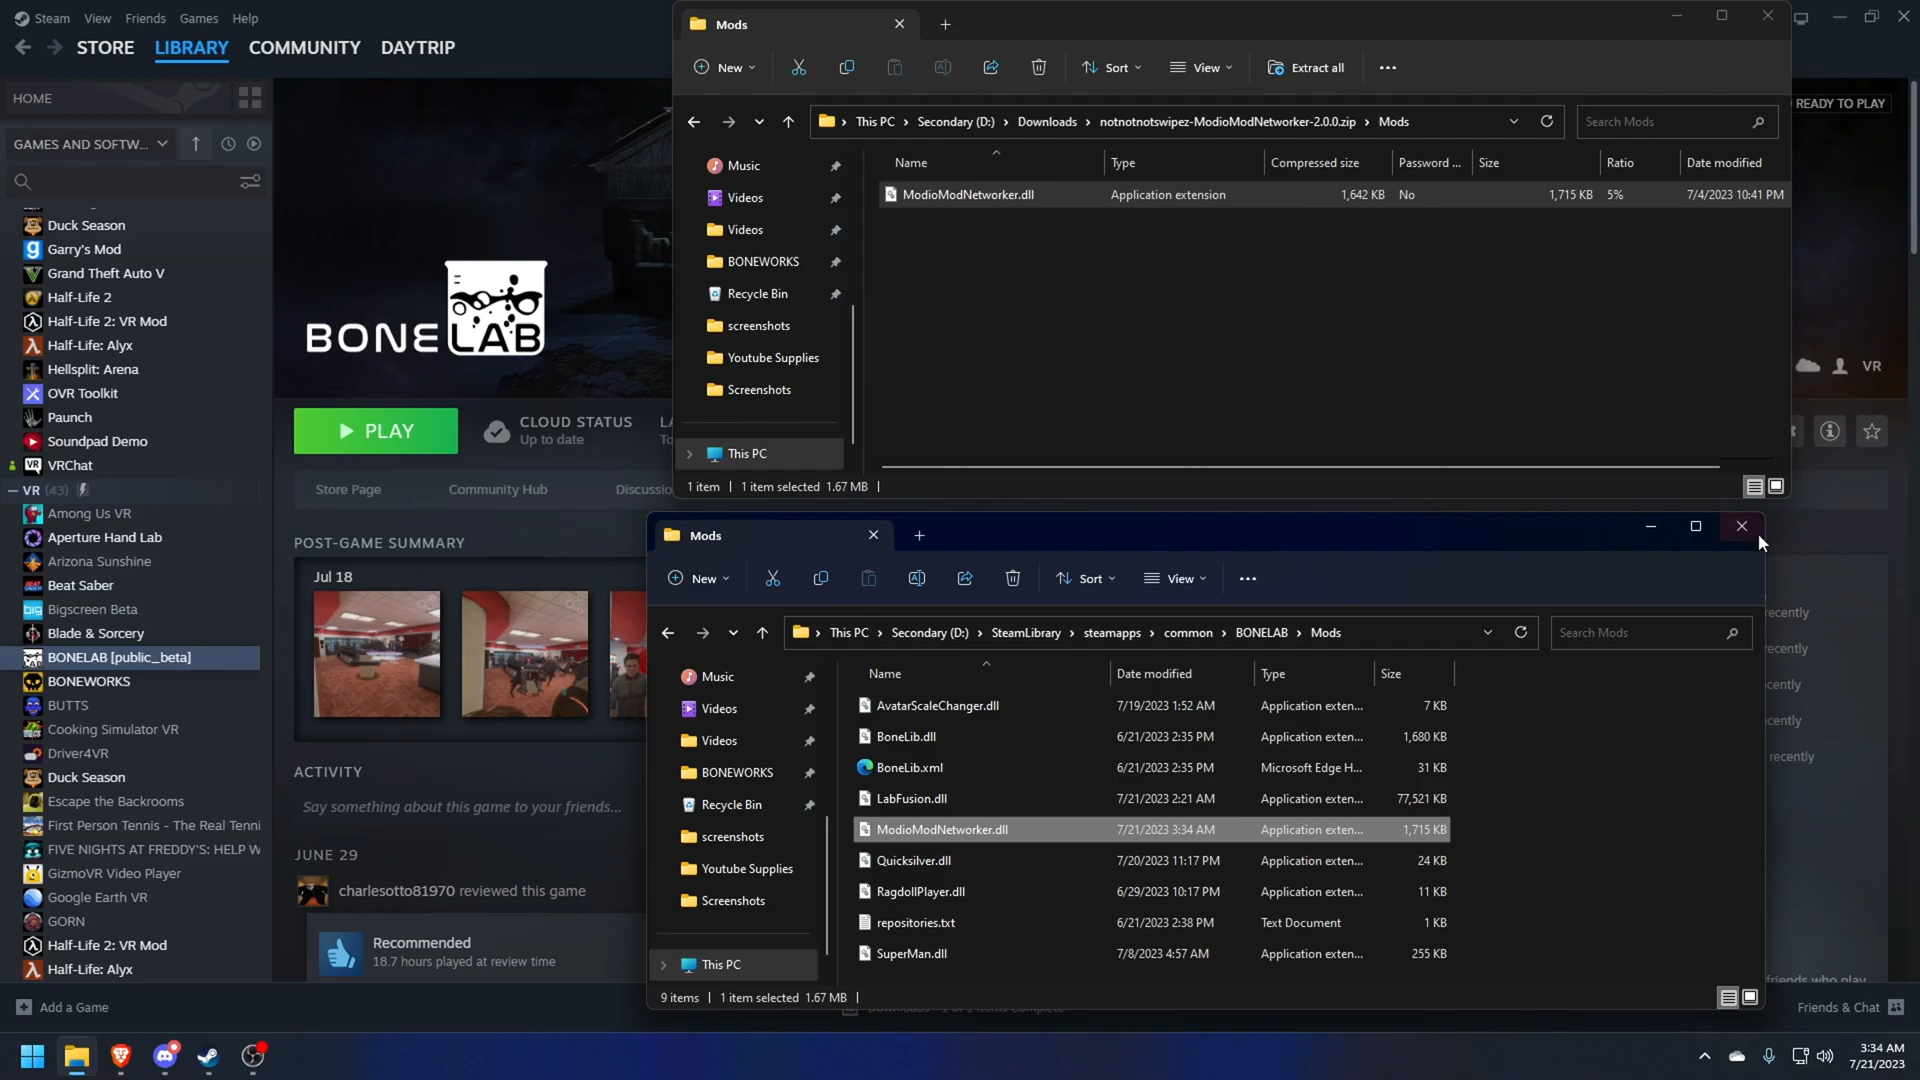 Steam View Friends Games Help
STORE LIBRARY COMMUNITY DAYTRIP
HOME
GAMES AND SOFTW...
Duck Season
Garry's Mod
Grand Theft Auto V
Half-Life 2
Half-Life 2: VR Mod
Half-Life: Alyx
Hellsplit: Arena
OVR Toolkit
Paunch
Soundpad Demo
VRChat
VR (43)
Among Us VR
Aperture Hand Lab
Arizona Sunshine
Beat Saber
Bigscreen Beta
Blade & Sorcery
BONELAB [public_beta]
BONEWORKS
BUTTS
Cooking Simulator VR
Driver4VR
Duck Season
Escape the Backrooms
First Person Tennis - The Real Tenni
FIVE NIGHTS AT FREDDY'S: HELP W
GizmoVR Video Player
Google Earth VR
GORN
Half-Life 2: VR Mod
Half-Life: Alyx
Add a Game
BONELAB
PLAY
CLOUD STATUS
Up to date
Store Page Community Hub Discussio
POST-GAME SUMMARY
Jul 18
ACTIVITY
Say something about this game to your friends...
JUNE 29
charlesotto81970 reviewed this game
Recommended
18.7 hours played at review time
READY TO PLAY
VR
recently
recently
recently
friends who play
Friends & Chat
Mods
New Sort View Extract all
This PC Secondary (D:) Downloads notnotnotswipez-ModioModNetworker-2.0.0.zip Mods
Search Mods
Name Type Compressed size Password ... Size Ratio Date modified
ModioModNetworker.dll Application extension 1,642 KB No 1,715 KB 5% 7/4/2023 10:41 PM
Music
Videos
Videos
BONEWORKS
Recycle Bin
screenshots
Youtube Supplies
Screenshots
This PC
1 item 1 item selected 1.67 MB
Mods
New Sort View
This PC Secondary (D:) SteamLibrary steamapps common BONELAB Mods
Search Mods
Name Date modified Type Size
AvatarScaleChanger.dll 7/19/2023 1:52 AM Application exten... 7 KB
BoneLib.dll 6/21/2023 2:35 PM Application exten... 1,680 KB
BoneLib.xml 6/21/2023 2:35 PM Microsoft Edge H... 31 KB
LabFusion.dll 7/21/2023 2:21 AM Application exten... 77,521 KB
ModioModNetworker.dll 7/21/2023 3:34 AM Application exten... 1,715 KB
Quicksilver.dll 7/20/2023 11:17 PM Application exten... 24 KB
RagdollPlayer.dll 6/29/2023 10:17 PM Application exten... 11 KB
repositories.txt 6/21/2023 2:38 PM Text Document 1 KB
SuperMan.dll 7/8/2023 4:57 AM Application exten... 255 KB
Music
Videos
Videos
BONEWORKS
Recycle Bin
screenshots
Youtube Supplies
Screenshots
This PC
9 items 1 item selected 1.67 MB
3:34 AM
7/21/2023